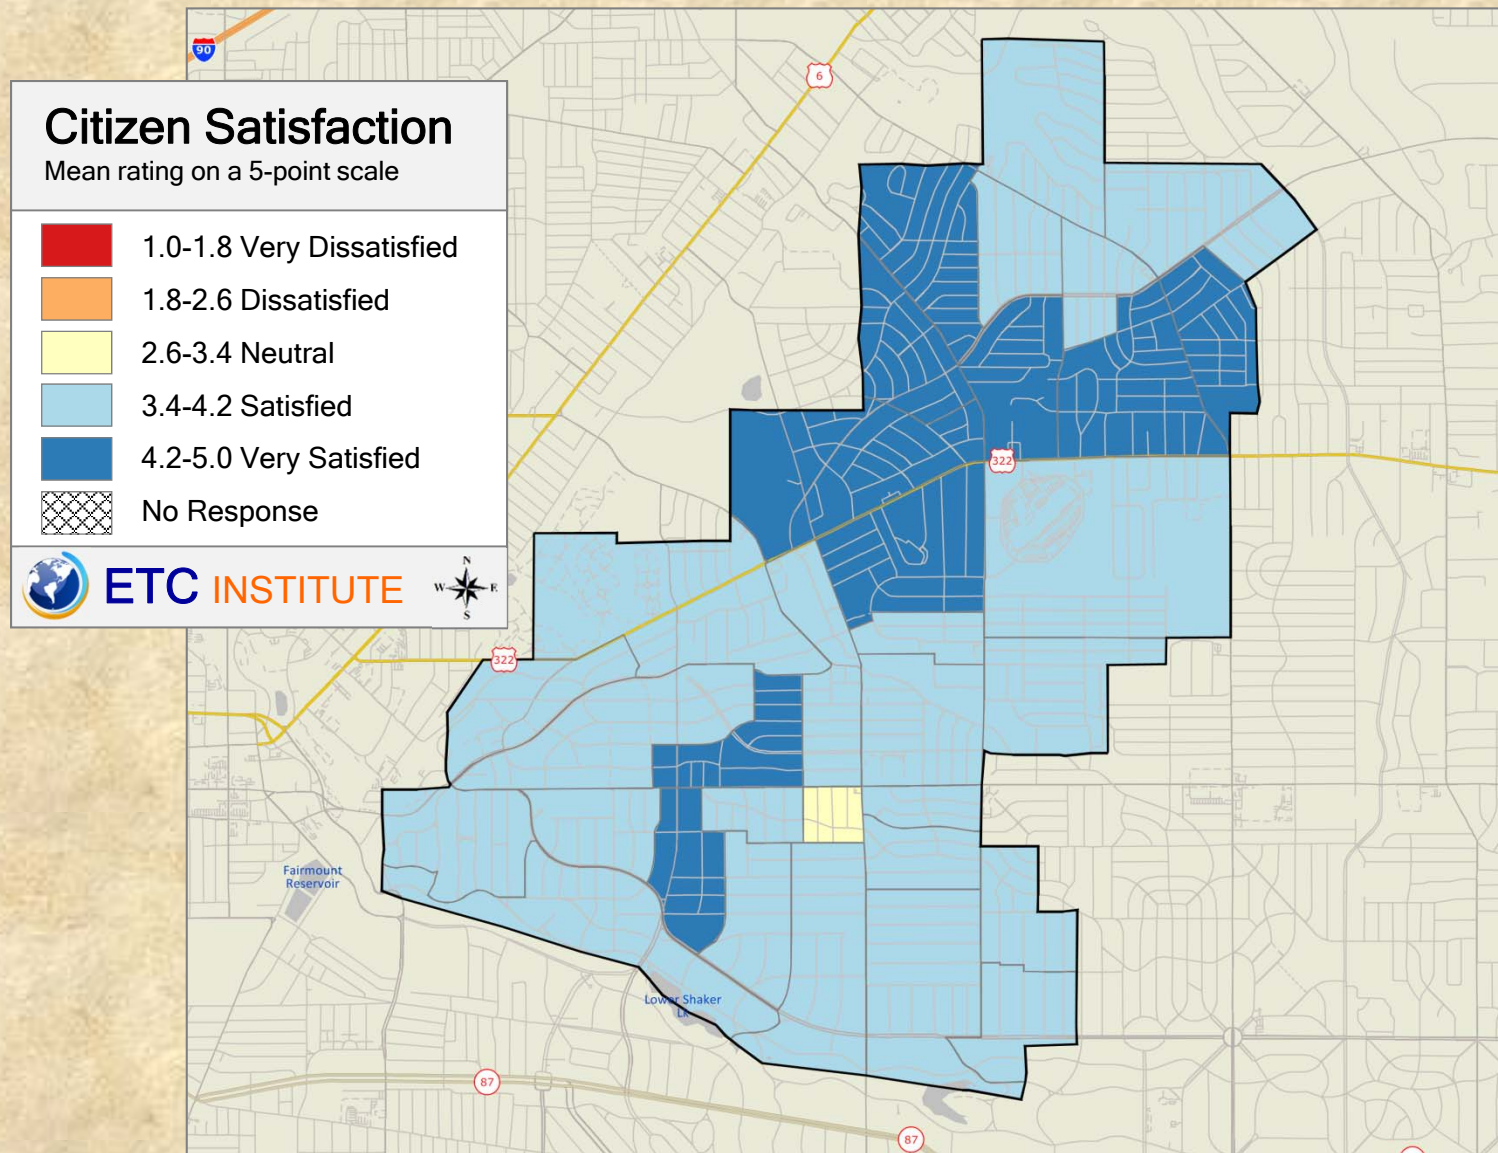 90
6
Citizen Satisfaction
Mean rating on a 5-point scale
1.0-1.8 Very Dissatisfied
1.8-2.6 Dissatisfied
2.6-3.4 Neutral
3.4-4.2 Satisfied
4.2-5.0 Very Satisfied
No Response
ETC INSTITUTE
N
W E
S
322
322
Fairmount
Reservoir
Lower Shaker
Lk
87
87